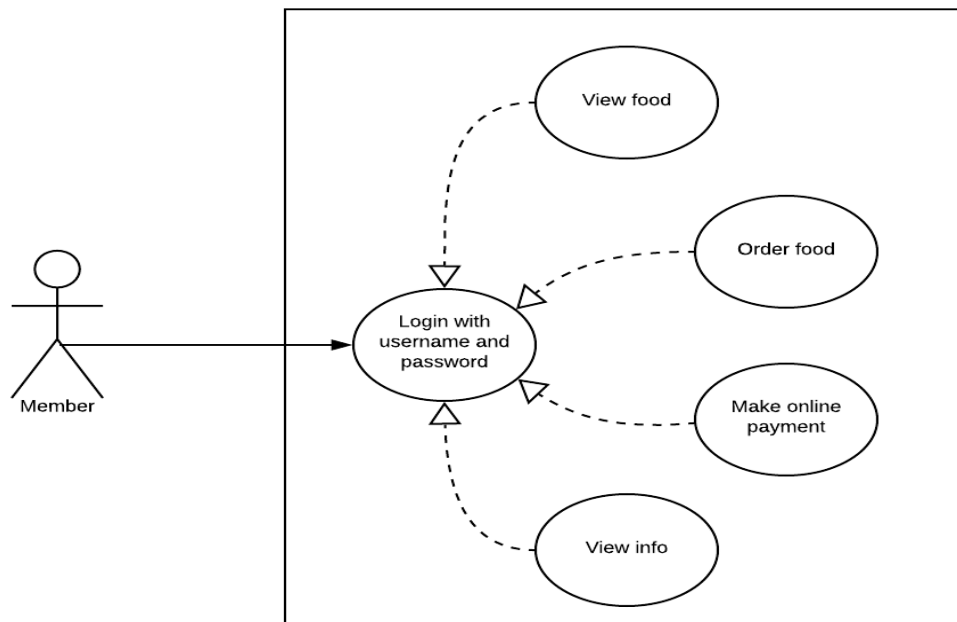 View food
Order food
Login with
username and
password
Member
Make online
payment
View info